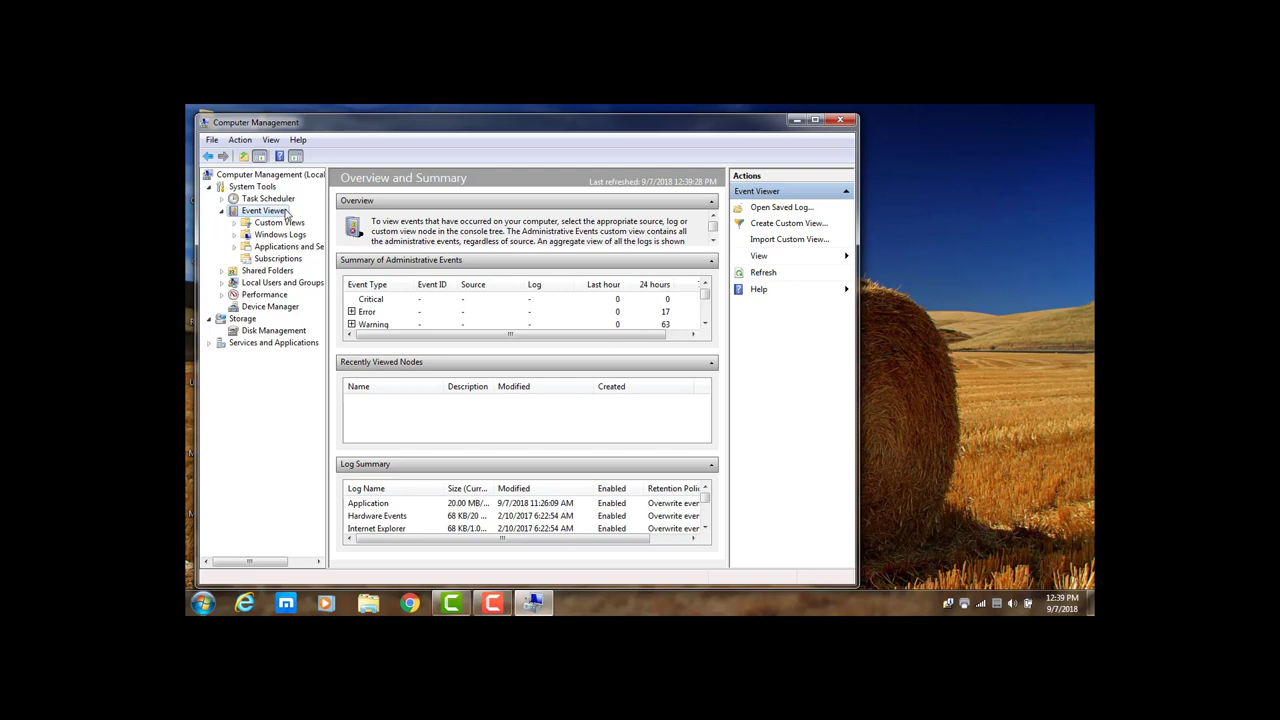 Computer Management
File Action View Help
Computer Management (Local
System Tools
Task Scheduler
Event Viewer
Custom Views
Windows Logs
Applications and Se
Subscriptions
Shared Folders
Local Users and Groups
Performance
Device Manager
Storage
Disk Management
Services and Applications
Overview and Summary
Last refreshed: 9/7/2018 12:39:28 PM
Overview
To view events that have occurred on your computer, select the appropriate source, log or
custom view node in the console tree. The Administrative Events custom view contains
all the administrative events, regardless of source. An aggregate view of all the logs is shown
Summary of Administrative Events
Event Type Event ID Source Log Last hour 24 hours
Critical - - - 0 0
Error - - - 0 17
Warning - - - 0 63
Recently Viewed Nodes
Name Description Modified Created
Log Summary
Log Name Size (Curr... Modified Enabled Retention Polic
Application 20.00 MB/... 9/7/2018 11:26:09 AM Enabled Overwrite ever
Hardware Events 68 KB/20 ... 2/10/2017 6:22:54 AM Enabled Overwrite ever
Internet Explorer 68 KB/1.0... 2/10/2017 6:22:54 AM Enabled Overwrite ever
Actions
Event Viewer
Open Saved Log...
Create Custom View...
Import Custom View...
View
Refresh
Help
12:39 PM
9/7/2018